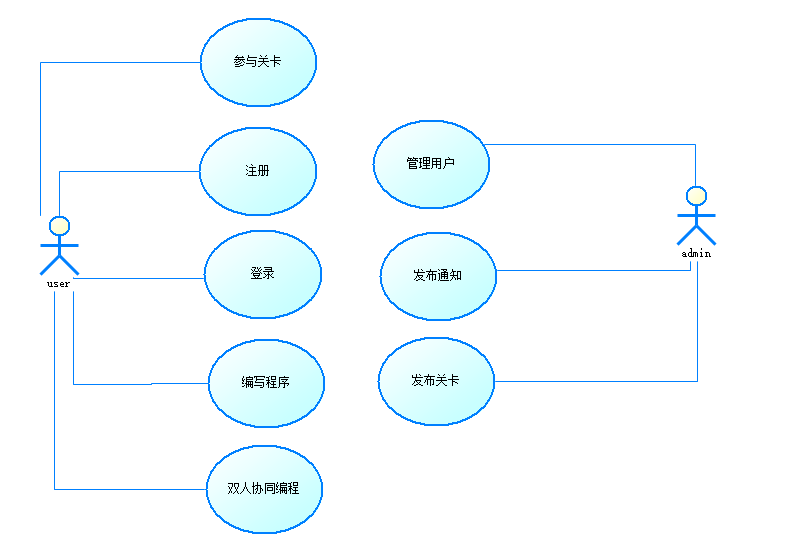 参与关卡
注册
登录
编写程序
双人协同编程
user
管理用户
发布通知
发布关卡
admin